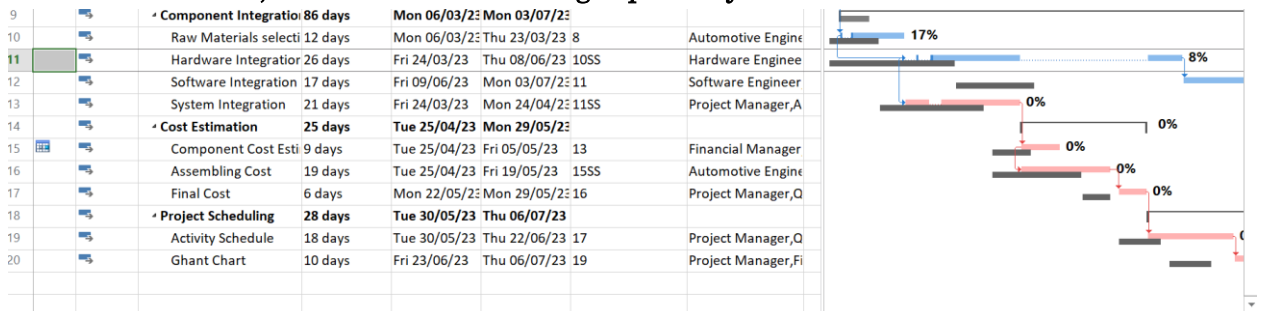 9 Component Integration 86 days Mon 06/03/23 Mon 03/07/23
10 Raw Materials selecti 12 days Mon 06/03/23 Thu 23/03/23 8 Automotive Engine 17%
11 Hardware Integration 26 days Fri 24/03/23 Thu 08/06/23 10SS Hardware Enginee 8%
12 Software Integration 17 days Fri 09/06/23 Mon 03/07/23 11 Software Engineer
13 System Integration 21 days Fri 24/03/23 Mon 24/04/23 11SS Project Manager,A 0%
14 Cost Estimation 25 days Tue 25/04/23 Mon 29/05/23 0%
15 Component Cost Esti 9 days Tue 25/04/23 Fri 05/05/23 13 Financial Manager 0%
16 Assembling Cost 19 days Tue 25/04/23 Fri 19/05/23 15SS Automotive Engine 0%
17 Final Cost 6 days Mon 22/05/23 Mon 29/05/23 16 Project Manager,Q 0%
18 Project Scheduling 28 days Tue 30/05/23 Thu 06/07/23
19 Activity Schedule 18 days Tue 30/05/23 Thu 22/06/23 17 Project Manager,Q
20 Ghant Chart 10 days Fri 23/06/23 Thu 06/07/23 19 Project Manager,Fi